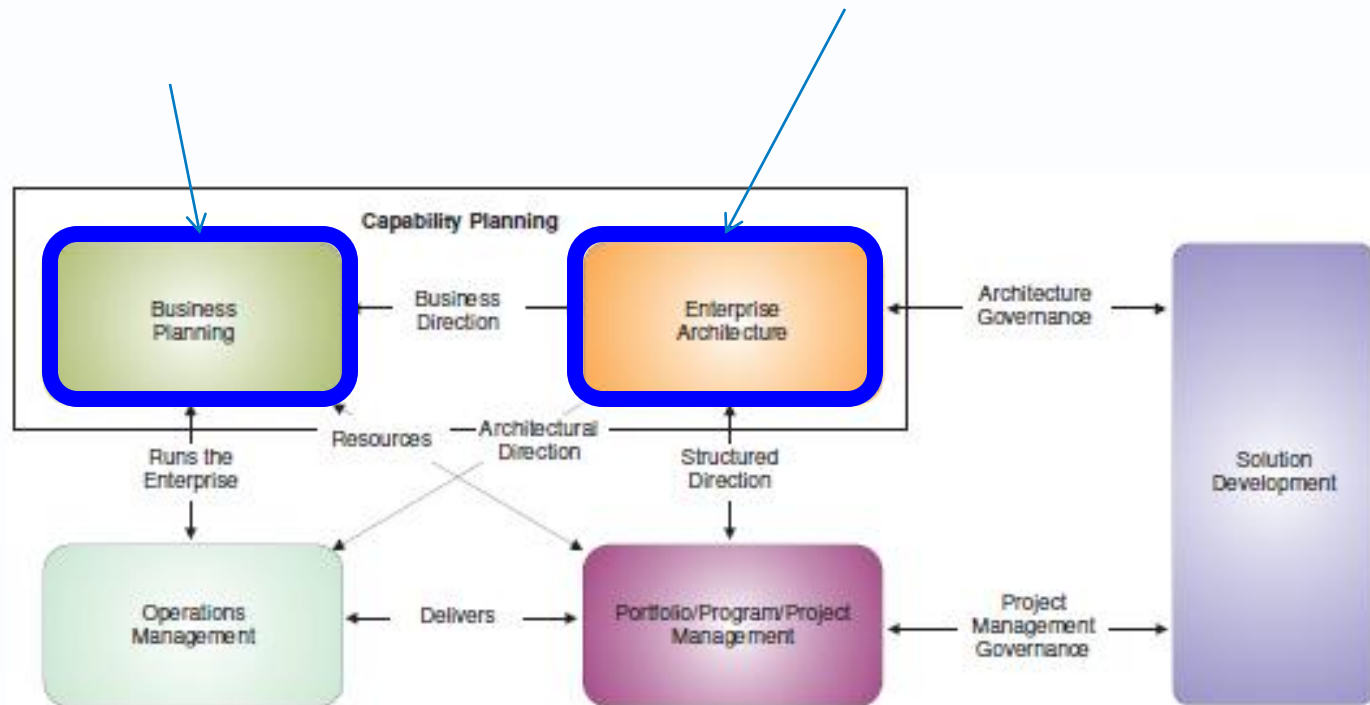 Capability Planning
Business
Planning
Business
Direction
Enterprise
Architecture
Architecture
Governance
Runs the
Enterprise
Resources
Architectural
Direction
Structured
Direction
Solution
Development
Operations
Management
Delivers
Portfolio/Program/Project
Management
Project
Management
Governance